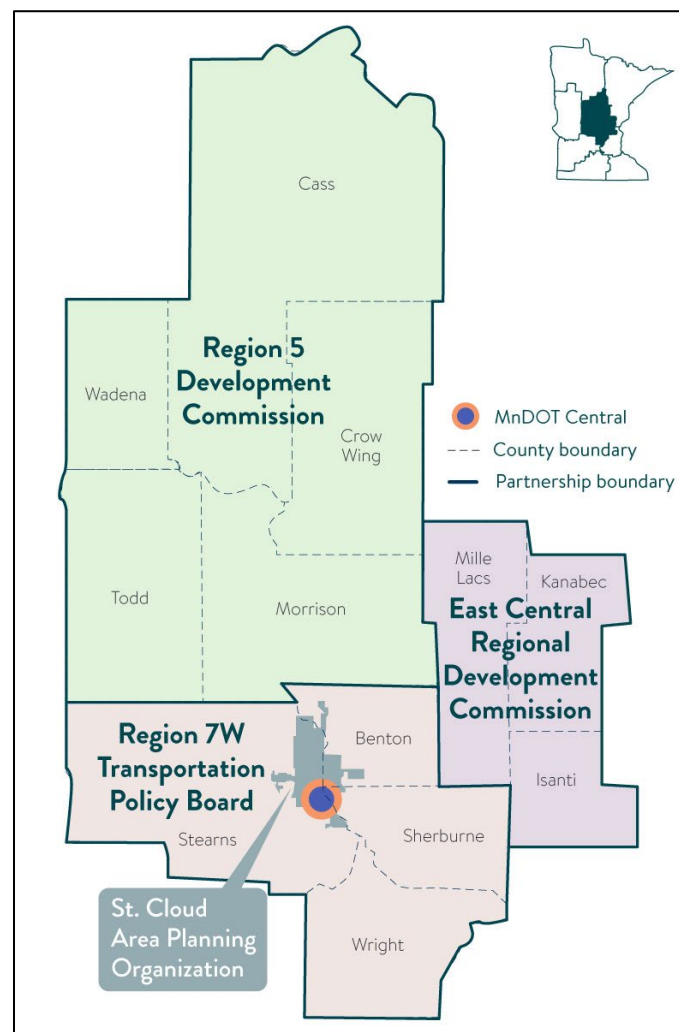 Cass
Region 5
Development
Commission
Wadena
Crow
Wing
MnDOT Central
County boundary
Partnership boundary
Todd
Morrison
Mille
Lacs
Kanabec
East Central
Regional
Development
Commission
Isanti
Region 7W
Transportation
Policy Board
Benton
Stearns
Sherburne
St. Cloud
Area Planning
Organization
Wright